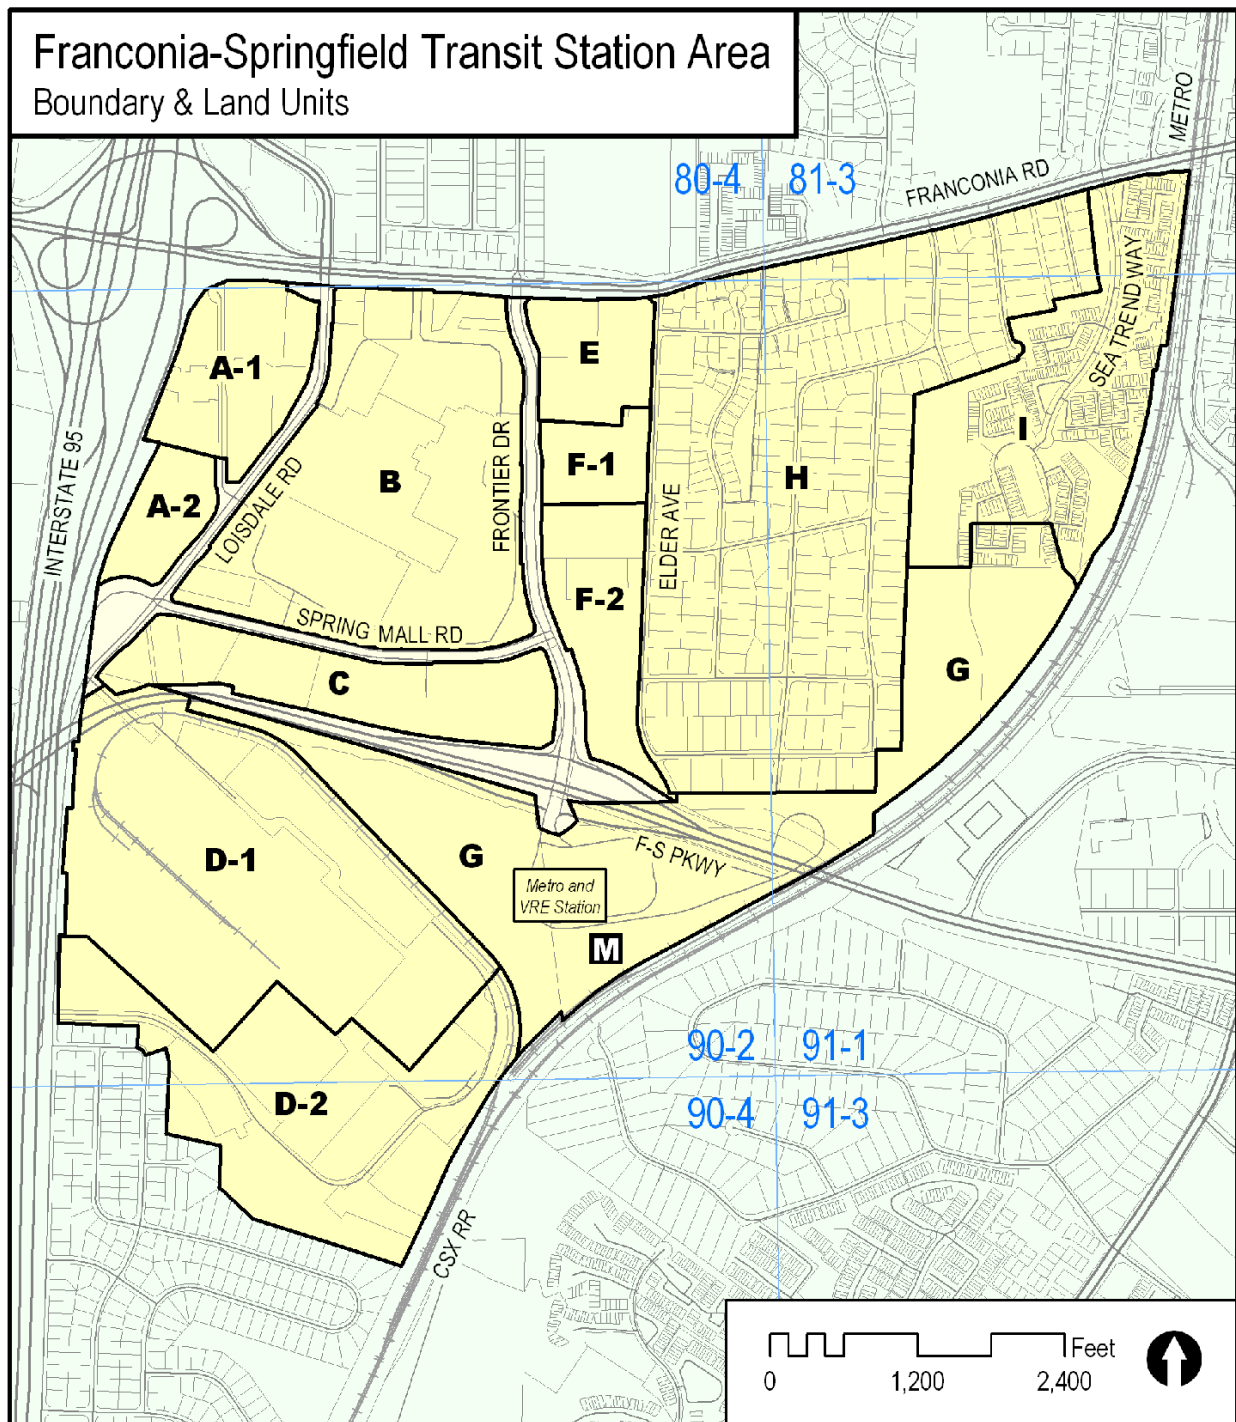 Franconia-Springfield Transit Station Area
Boundary & Land Units
METRO
80-4
81-3
FRANCONIA RD
SEA TREND WAY
A-1
E
I
B
F-1
H
A-2
INTERSTATE 95
LOISDALE RD
FRONTIER DR
ELDER AVE
F-2
SPRING MALL RD
C
G
D-1
G
F-S PKWY
Metro and
VRE Station
M
90-2
91-1
90-4
91-3
D-2
CSX RR
Feet
0
1,200
2,400